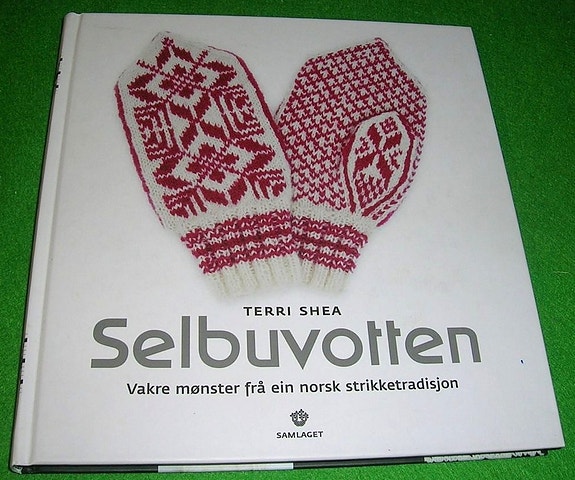 TERRI SHEA
Selbuvotten
Vakre mønster frå ein norsk strikketradisjon
SAMLAGET